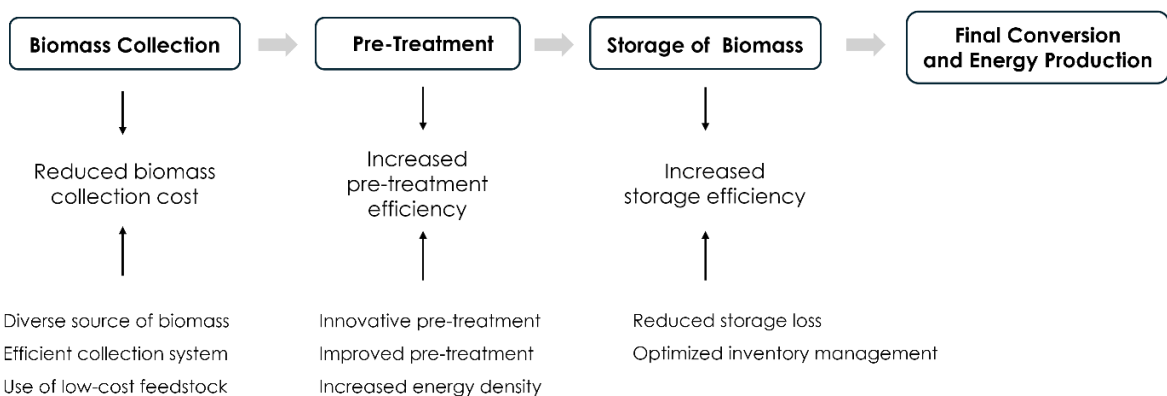 Biomass Collection
Pre-Treatment
Storage of Biomass
Final Conversion
and Energy Production
Reduced biomass
collection cost
Increased
pre-treatment
efficiency
Increased
storage efficiency
Diverse source of biomass
Efficient collection system
Use of low-cost feedstock
Innovative pre-treatment
Improved pre-treatment
Increased energy density
Reduced storage loss
Optimized inventory management